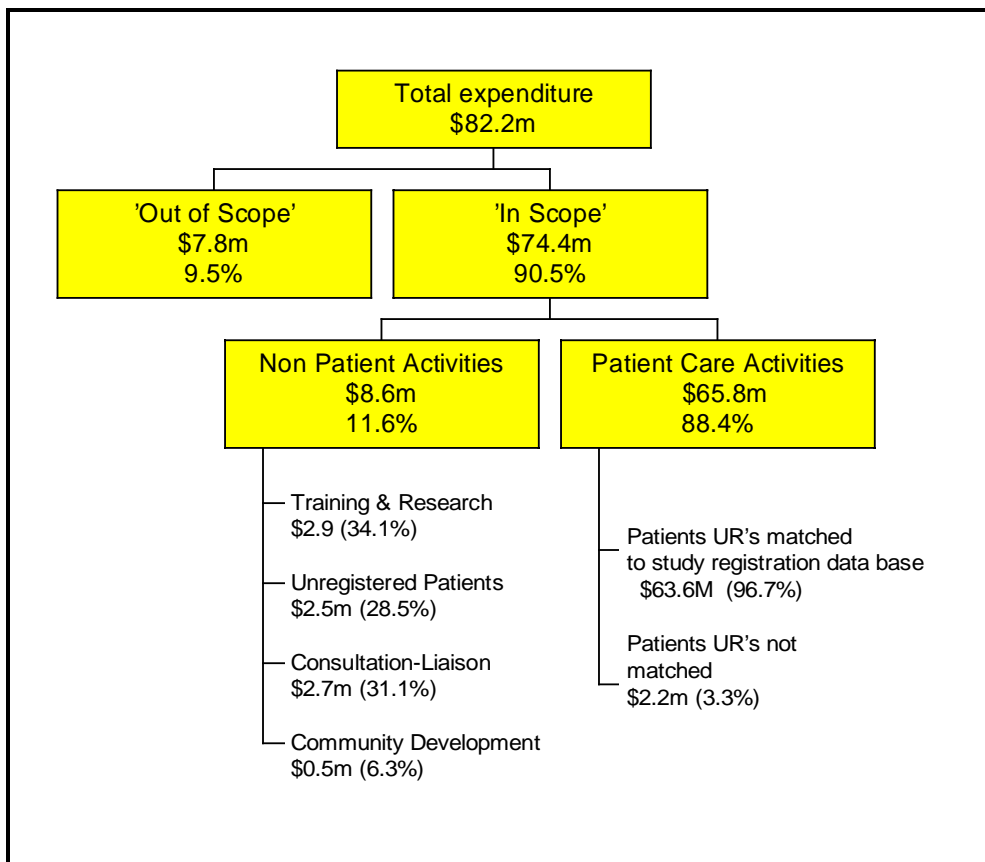 Total expenditure
$82.2m
’Out of Scope’
$7.8m
9.5%
’In Scope’
$74.4m
90.5%
Non Patient Activities
$8.6m
11.6%
Patient Care Activities
$65.8m
88.4%
Training & Research
$2.9 (34.1%)
Unregistered Patients
$2.5m (28.5%)
Consultation-Liaison
$2.7m (31.1%)
Community Development
$0.5m (6.3%)
Patients UR's matched
to study registration data base
$63.6M (96.7%)
Patients UR's not
matched
$2.2m (3.3%)